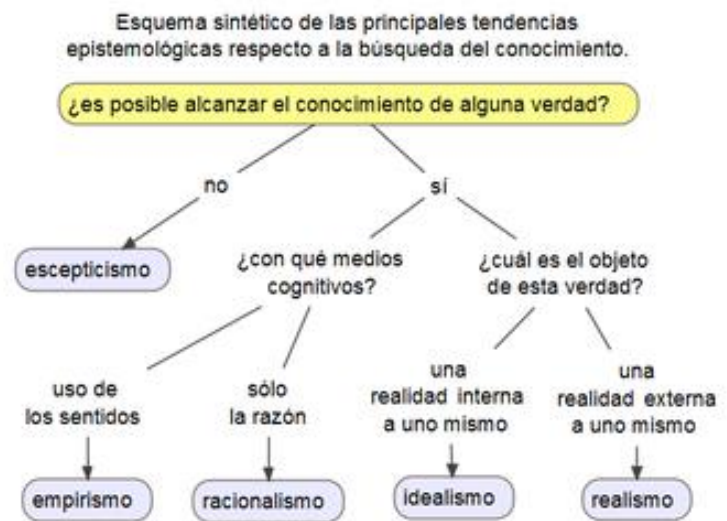 Esquema sintético de las principales tendencias
epistemológicas respecto a la búsqueda del conocimiento.
¿es posible alcanzar el conocimiento de alguna verdad?
no
sí
escepticismo
¿con qué medios
cognitivos?
¿cuál es el objeto
de esta verdad?
uso de
los sentidos
sólo
la razón
una
realidad interna
a uno mismo
una
realidad externa
a uno mismo
empirismo
racionalismo
idealismo
realismo